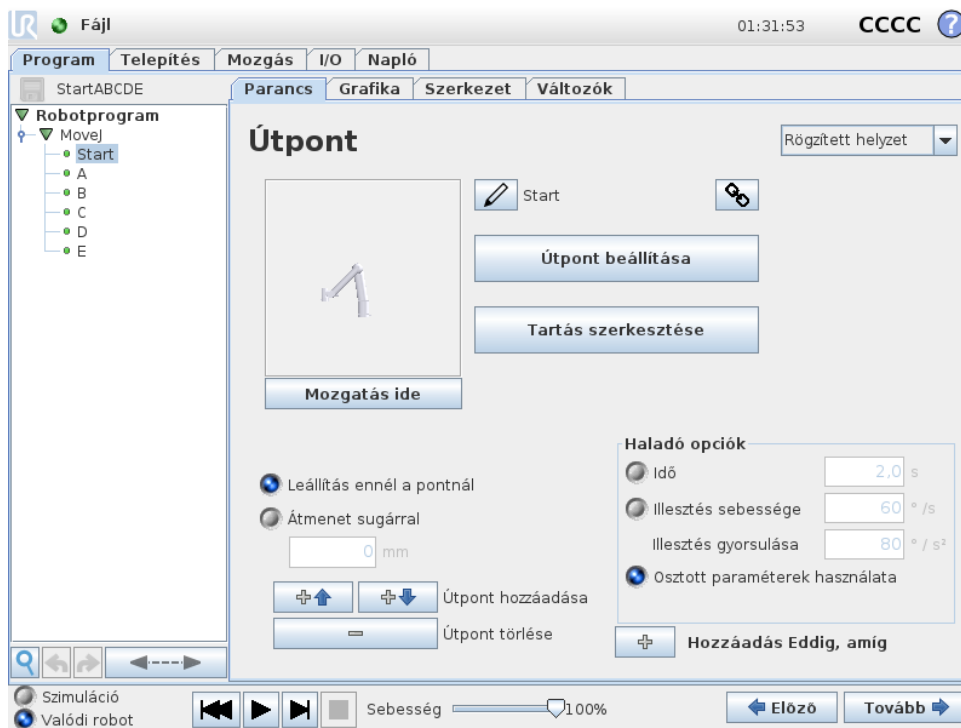 UR Fájl 01:31:53 CCCC ?
Program Telepítés Mozgás I/O Napló
StartABCDE
Parancs Grafika Szerkezet Változók
Robotprogram
MoveJ
Start
A
B
C
D
E
Útpont
Rögzített helyzet
Start
Útpont beállítása
Tartás szerkesztése
Mozgatás ide
Leállítás ennél a pontnál
Átmenet sugárral
0 mm
Útpont hozzáadása
Útpont törlése
Haladó opciók
Idő 2,0 s
Illesztés sebessége 60 ° /s
Illesztés gyorsulása 80 ° / s²
Osztott paraméterek használata
Hozzáadás Eddig, amíg
Szimuláció
Valódi robot
Sebesség 100%
Előző Tovább